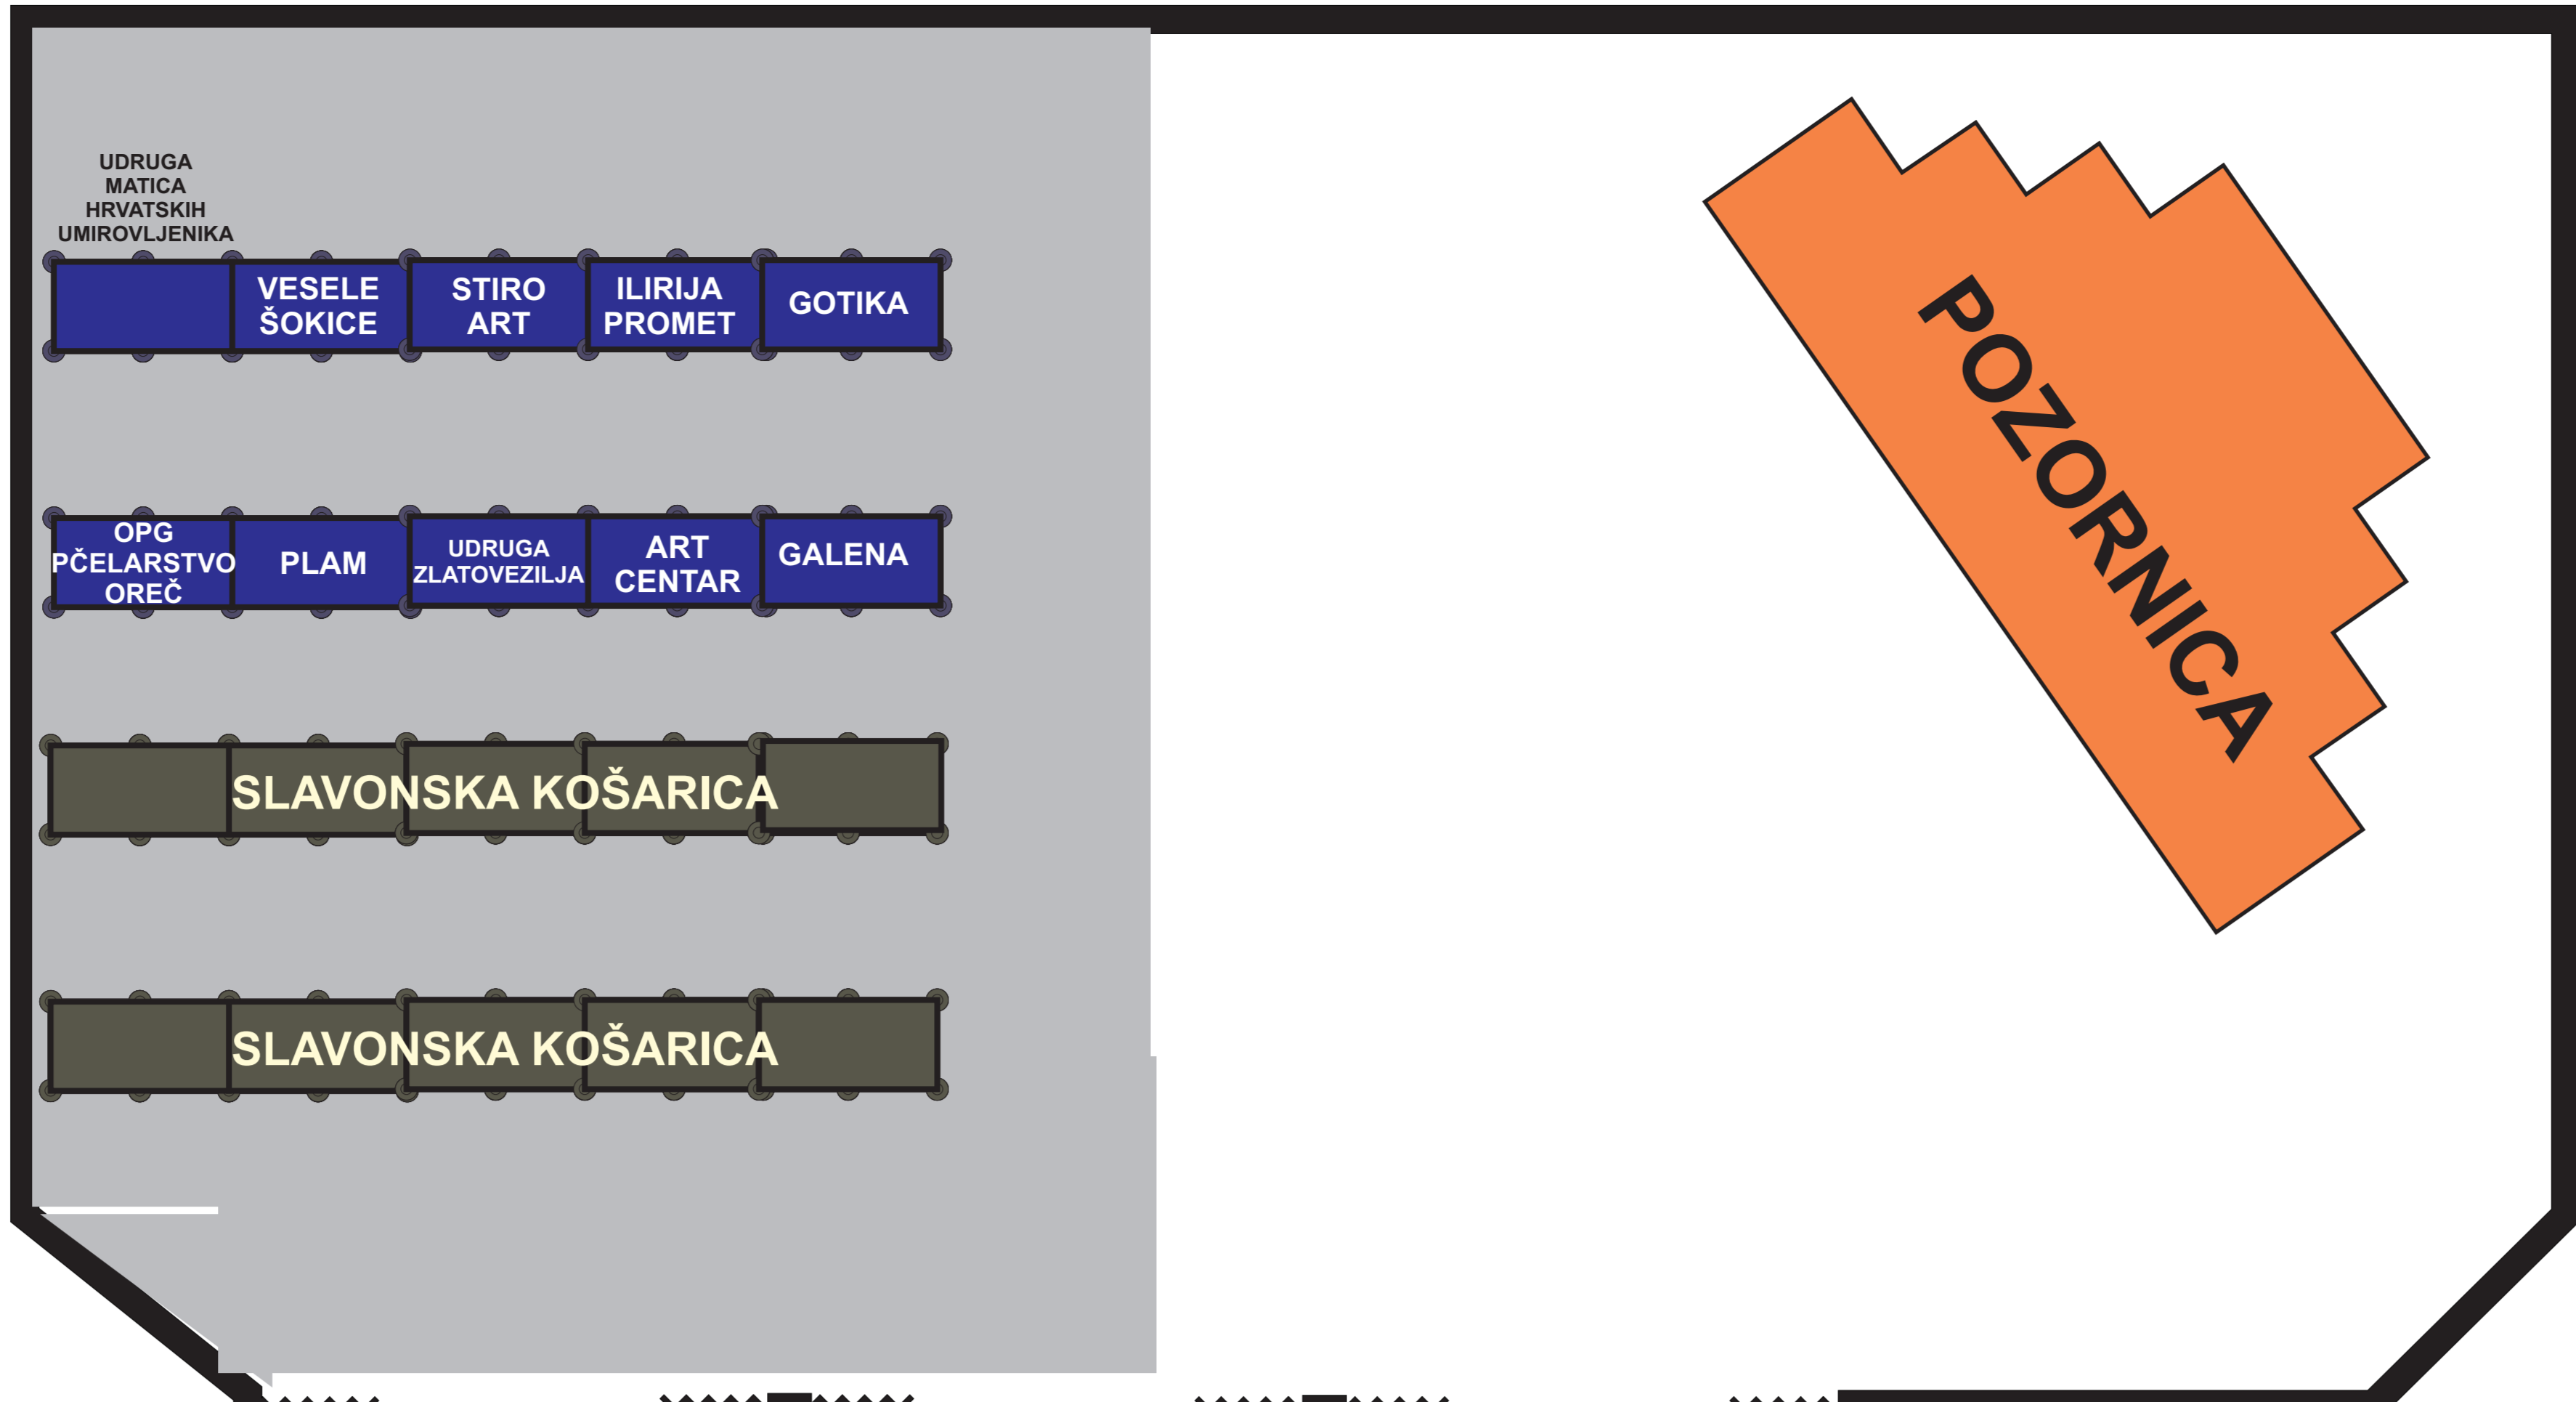 UDRUGA
MATICA
HRVATSKIH
UMIROVLJENIKA
VESELE
ŠOKICE
STIRO
ART
ILIRIJA
PROMET
GOTIKA
OPG
PČELARSTVO
OREČ
PLAM
UDRUGA
ZLATOVEZILJA
ART
CENTAR
GALENA
SLAVONSKA KOŠARICA
SLAVONSKA KOŠARICA
POZORNICA